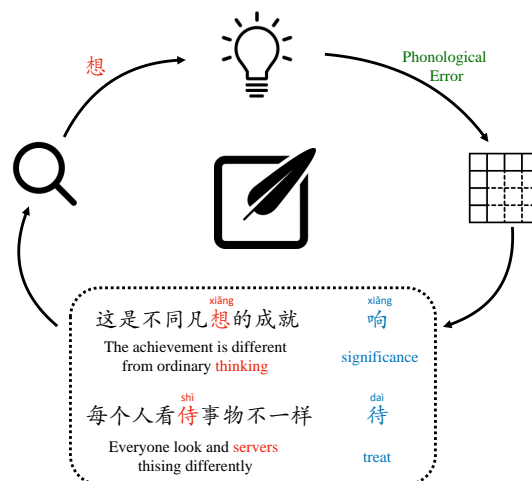 想
Phonological
Error
xiǎng xiǎng
这是不同凡想的成就 响
The achievement is different
from ordinary thinking
significance
shì daì
每个人看侍事物不一样 待
Everyone look and servers
thising differently
treat